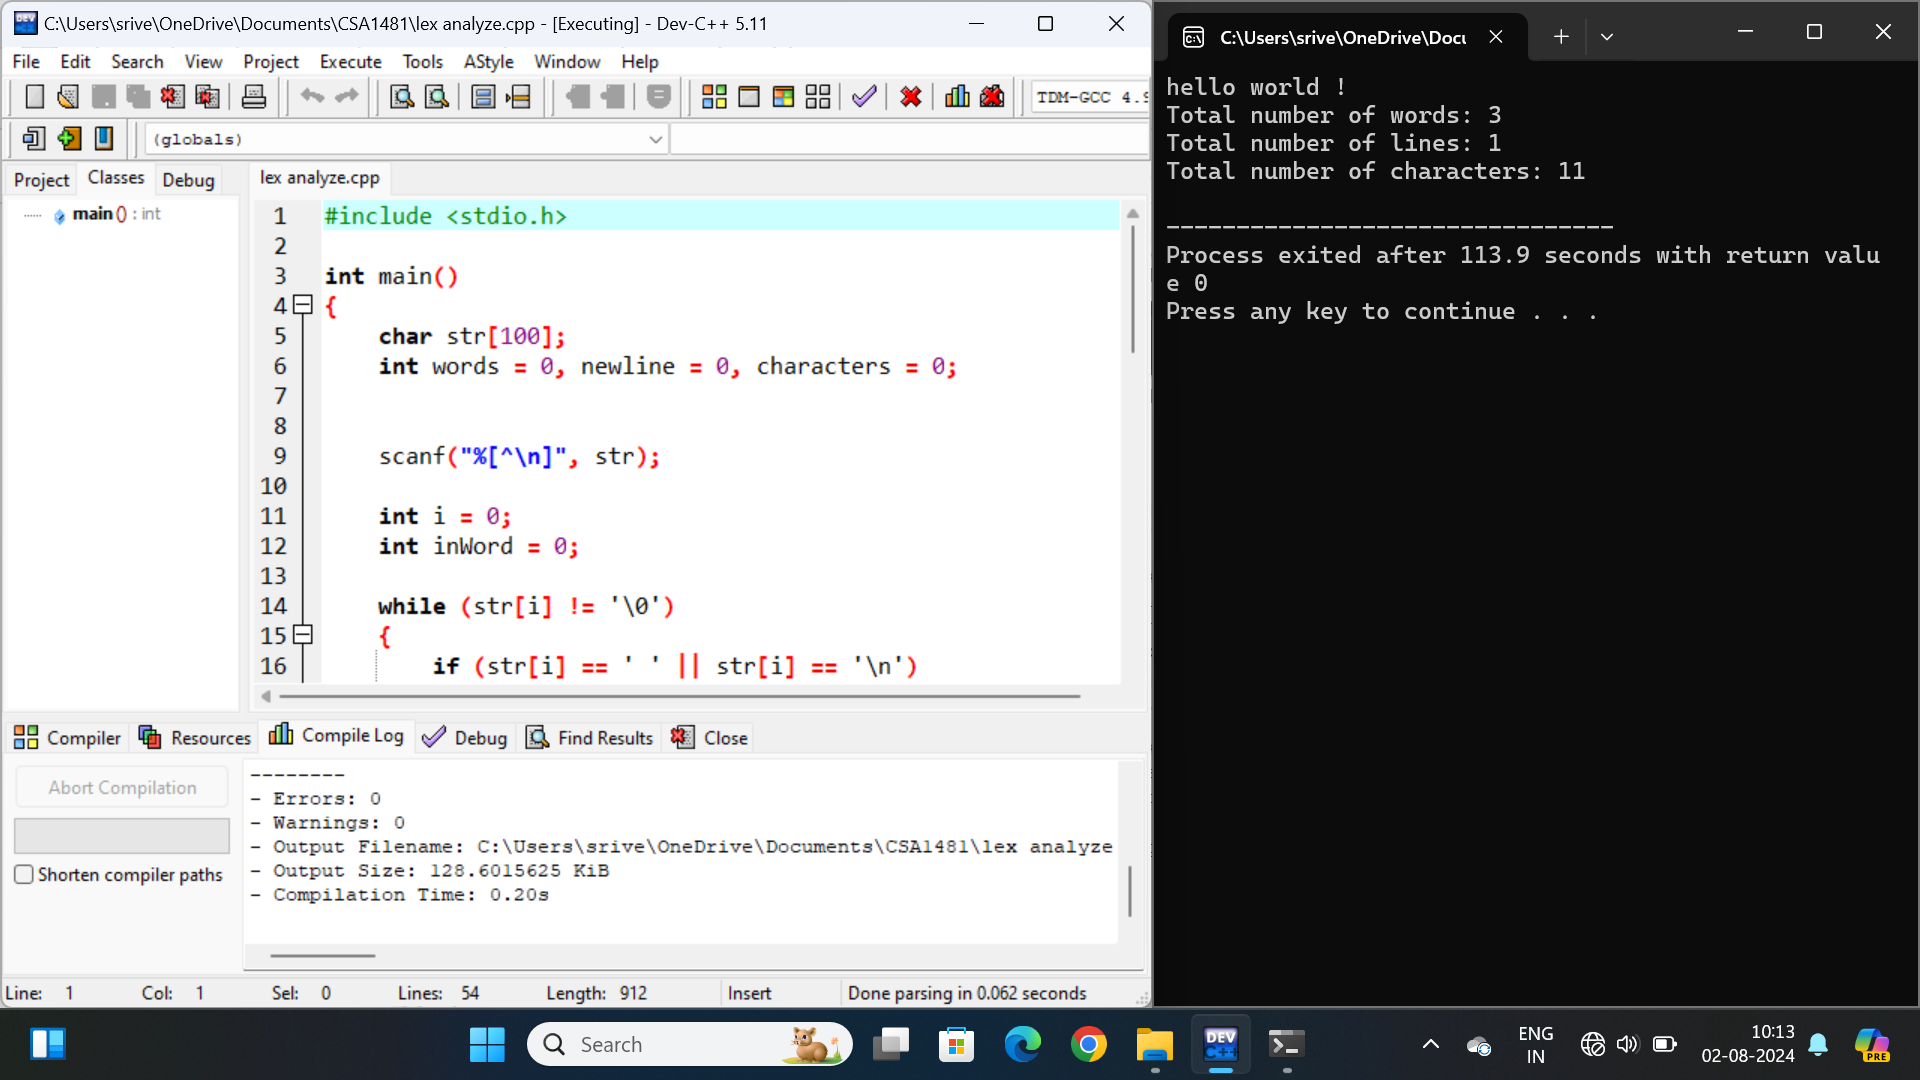 C:\Users\srive\OneDrive\Documents\CSA1481\lex analyze.cpp - [Executing] - Dev-C++ 5.11
File Edit Search View Project Execute Tools AStyle Window Help
TDM-GCC 4.9
(globals)
Project Classes Debug
main() : int
lex analyze.cpp
1 #include <stdio.h>
2
3 int main()
4 {
5 char str[100];
6 int words = 0, newline = 0, characters = 0;
7
8
9 scanf("%[^\n]", str);
10
11 int i = 0;
12 int inWord = 0;
13
14 while (str[i] != '\0')
15 {
16 if (str[i] == ' ' || str[i] == '\n')
Compiler Resources Compile Log Debug Find Results Close
Abort Compilation
Shorten compiler paths
--------
- Errors: 0
- Warnings: 0
- Output Filename: C:\Users\srive\OneDrive\Documents\CSA1481\lex analyze
- Output Size: 128.6015625 KiB
- Compilation Time: 0.20s
Line: 1 Col: 1 Sel: 0 Lines: 54 Length: 912 Insert Done parsing in 0.062 seconds
C:\Users\srive\OneDrive\Docu
hello world !
Total number of words: 3
Total number of lines: 1
Total number of characters: 11
--------------------------------
Process exited after 113.9 seconds with return valu
e 0
Press any key to continue . . .
Search
DEV
C++
ENG
IN
10:13
02-08-2024
PRE